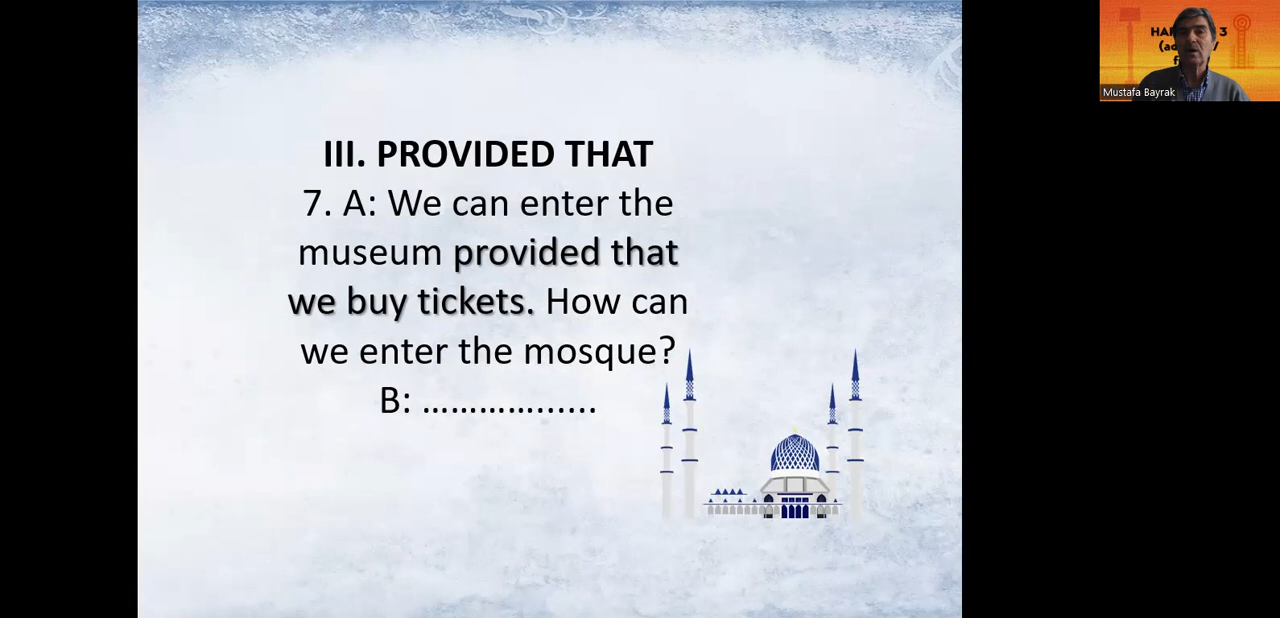 III. PROVIDED THAT
7. A: We can enter the
museum provided that
we buy tickets. How can
we enter the mosque?
B: …………......
Mustafa Bayrak